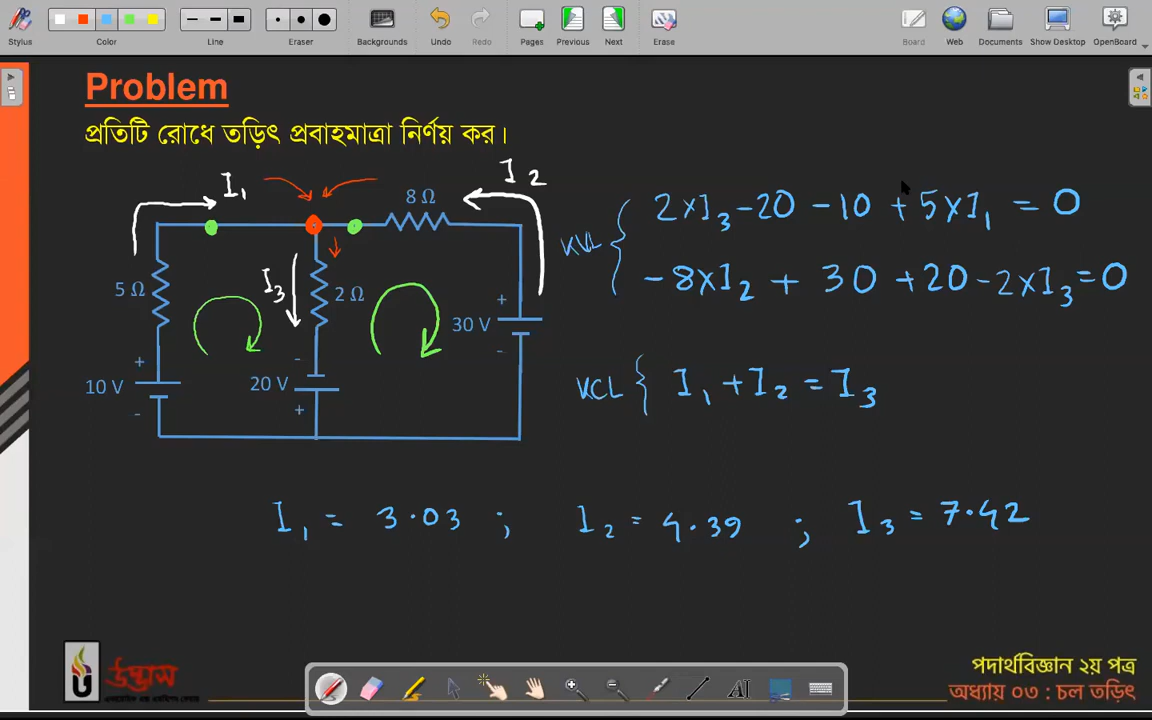 Stylus Color Line Eraser Backgrounds Undo Redo Pages Previous Next Erase Board Web Documents Show Desktop OpenBoard
Problem
প্রতিটি রোধে তড়িৎ প্রবাহমাত্রা নির্ণয় কর।
I₁
I₂
8 Ω
5 Ω
I₃
2 Ω
+
30 V
-
+
10 V
-
-
20 V
+
KVL { 2×I₃-20 -10 +5×I₁ = 0
-8×I₂ + 30 +20-2×I₃=0
KCL { I₁+I₂=I₃
I₁ = 3.03 ; I₂ = 4.39 ; I₃ = 7.42
উদ্ভাস
পদার্থবিজ্ঞান ২য় পত্র
অধ্যায় ০৩ : চল তড়িৎ